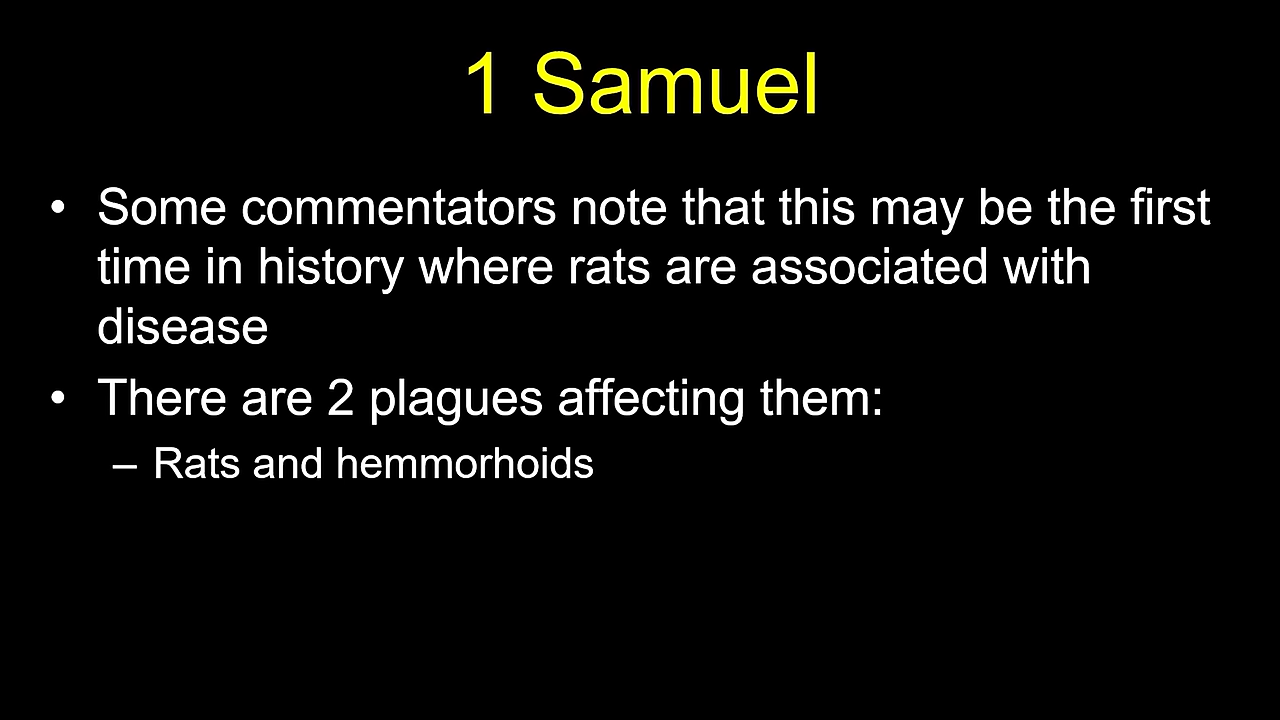 1 Samuel
• Some commentators note that this may be the first
time in history where rats are associated with
disease
• There are 2 plagues affecting them:
– Rats and hemmorhoids